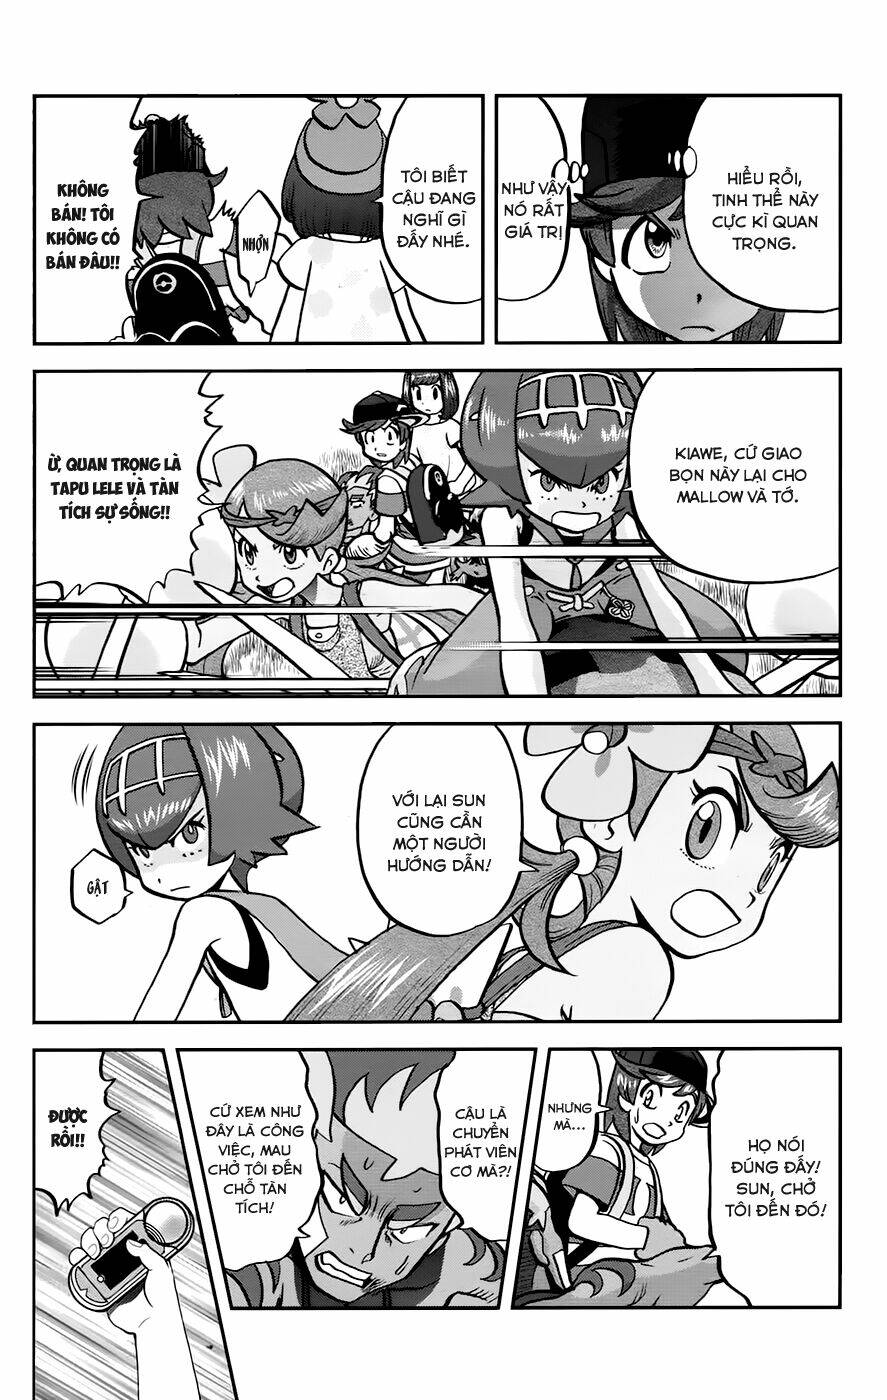 HIỂU RỒI,
TINH THỂ NÀY
CỰC KÌ QUAN
TRỌNG.
NHƯ VẬY
NÓ RẤT
GIÁ TRỊ
TÔI BIẾT
CẬU ĐANG
NGHĨ GÌ
ĐẤY NHÉ.
NHỘN
KHÔNG
BÁN! TÔI
KHÔNG CÓ
BÁN ĐÂU!!
KIAWE, CỨ GIAO
BỌN NÀY LẠI CHO
MALLOW VÀ TỚ.
Ừ, QUAN TRỌNG LÀ
TAPU LELE VÀ TÀN
TÍCH SỰ SỐNG!!
VỚI LẠI SUN
CŨNG CẦN
MỘT NGƯỜI
HƯỚNG DẪN!
GẬT
HỌ NÓI
ĐÚNG ĐẤY!
SUN, CHỞ
TÔI ĐẾN ĐÓ!
NHƯNG
MÀ...
CẬU LÀ
CHUYỂN
PHÁT VIÊN
CƠ MÀ?!
CỨ XEM NHƯ
ĐÂY LÀ CÔNG
VIỆC, MAU
CHỞ TÔI ĐẾN
CHỖ TÀN
TÍCH!
ĐƯỢC
RỒI!!